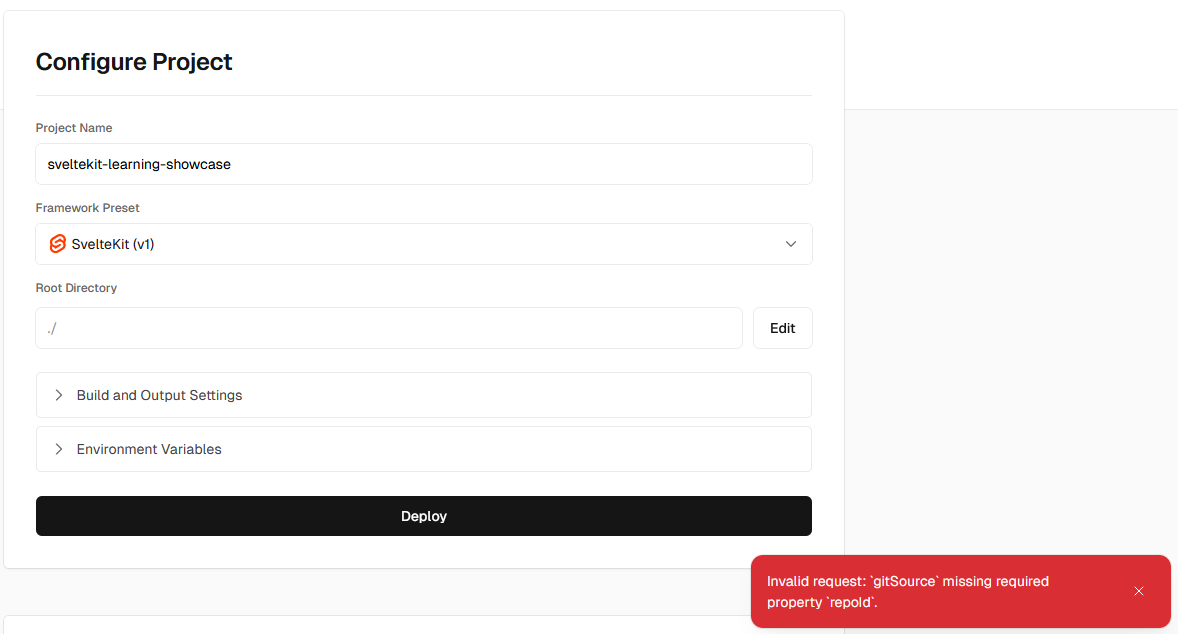 Configure Project
Project Name
sveltekit-learning-showcase
Framework Preset
SvelteKit (v1)
Root Directory
./
Edit
Build and Output Settings
Environment Variables
Deploy
Invalid request: `gitSource` missing required
property `repoId`.